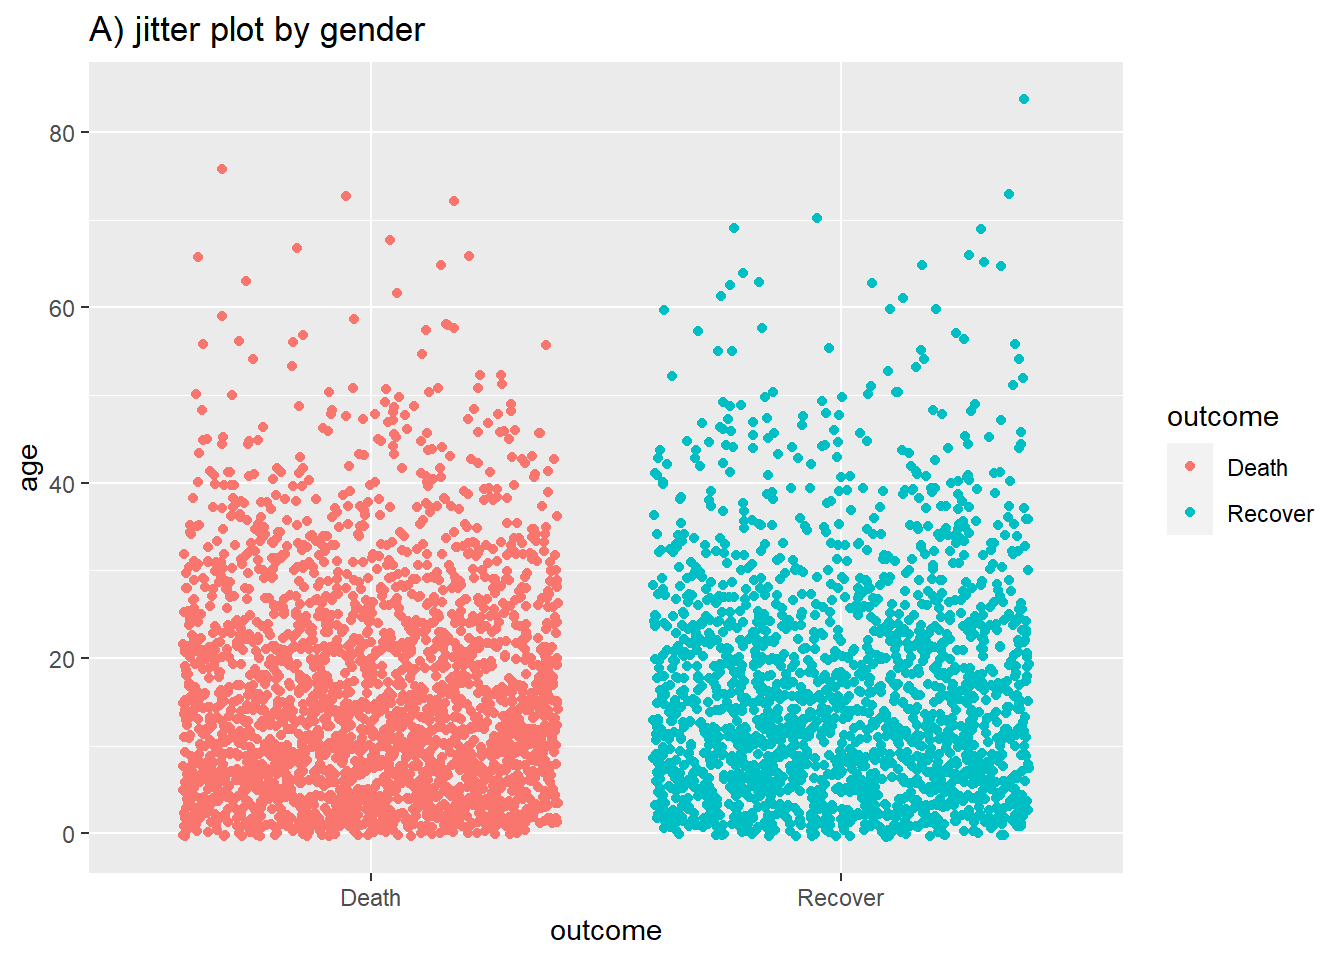 A) jitter plot by gender
80
60
40
20
0
age
Death
Recover
outcome
outcome
Death
Recover